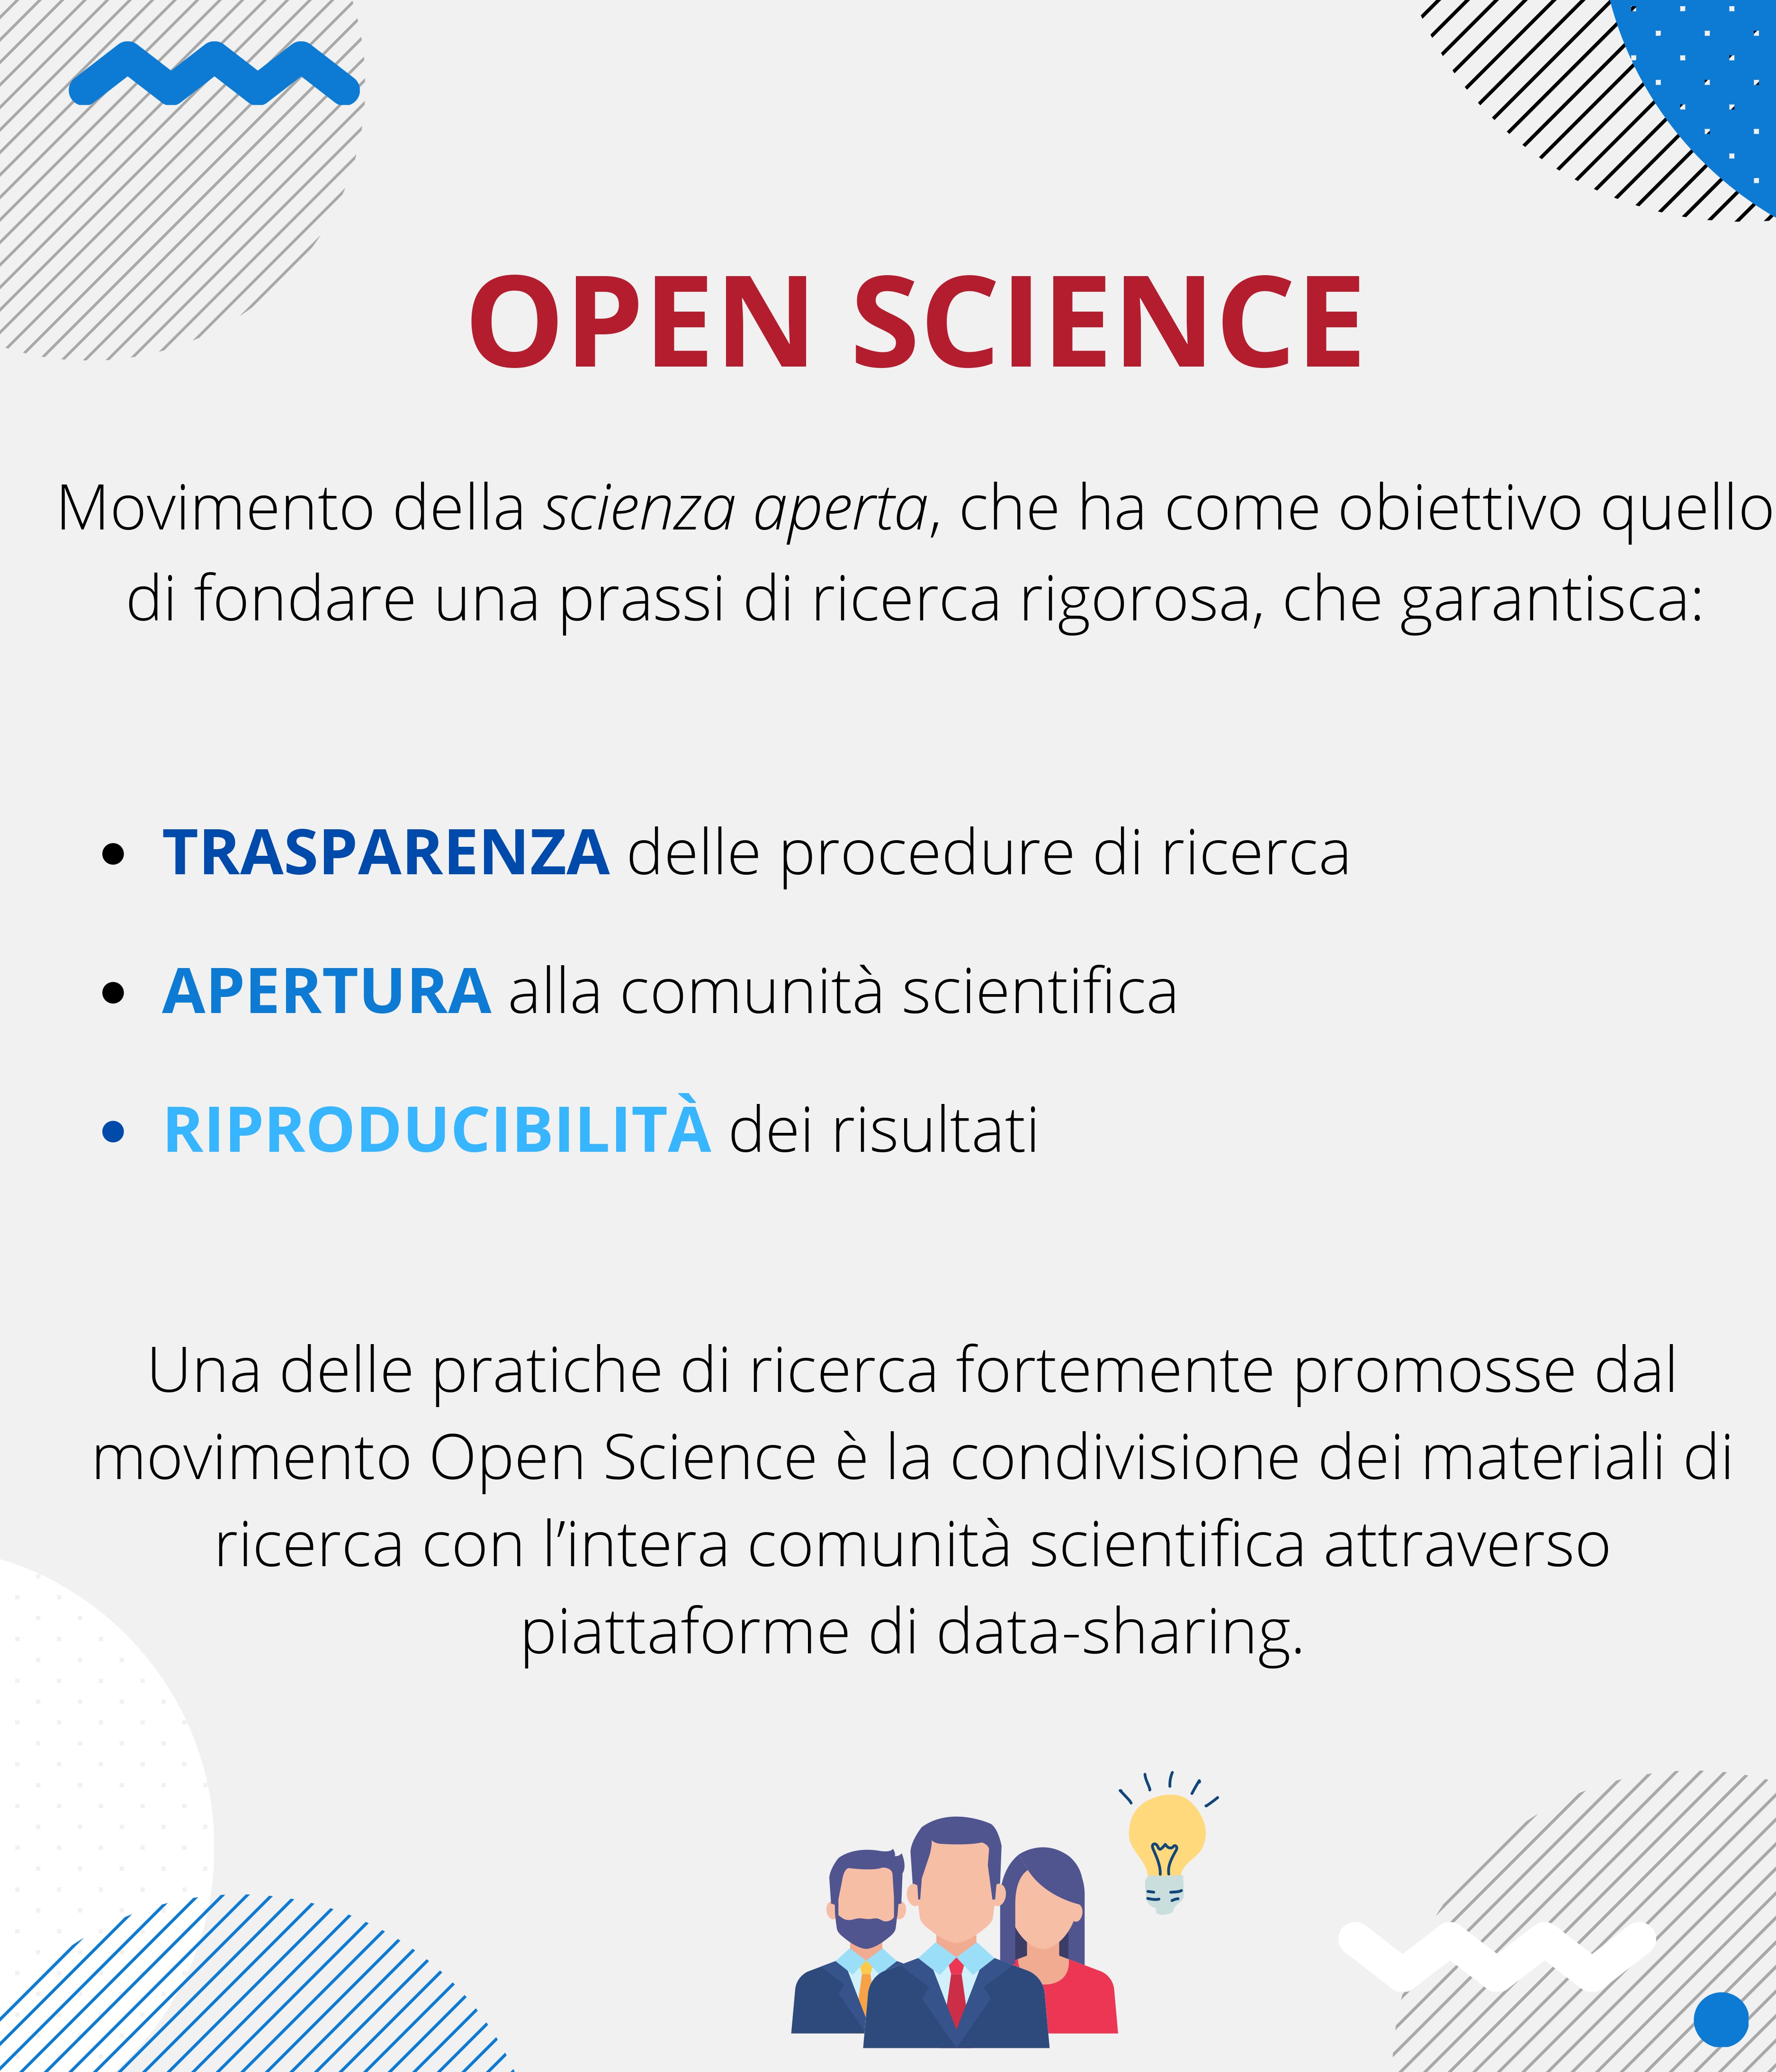 OPEN SCIENCE
Movimento della scienza aperta, che ha come obiettivo quello
di fondare una prassi di ricerca rigorosa, che garantisca:
• TRASPARENZA delle procedure di ricerca
• APERTURA alla comunità scientifica
• RIPRODUCIBILITÀ dei risultati
Una delle pratiche di ricerca fortemente promosse dal
movimento Open Science è la condivisione dei materiali di
ricerca con l’intera comunità scientifica attraverso
piattaforme di data-sharing.